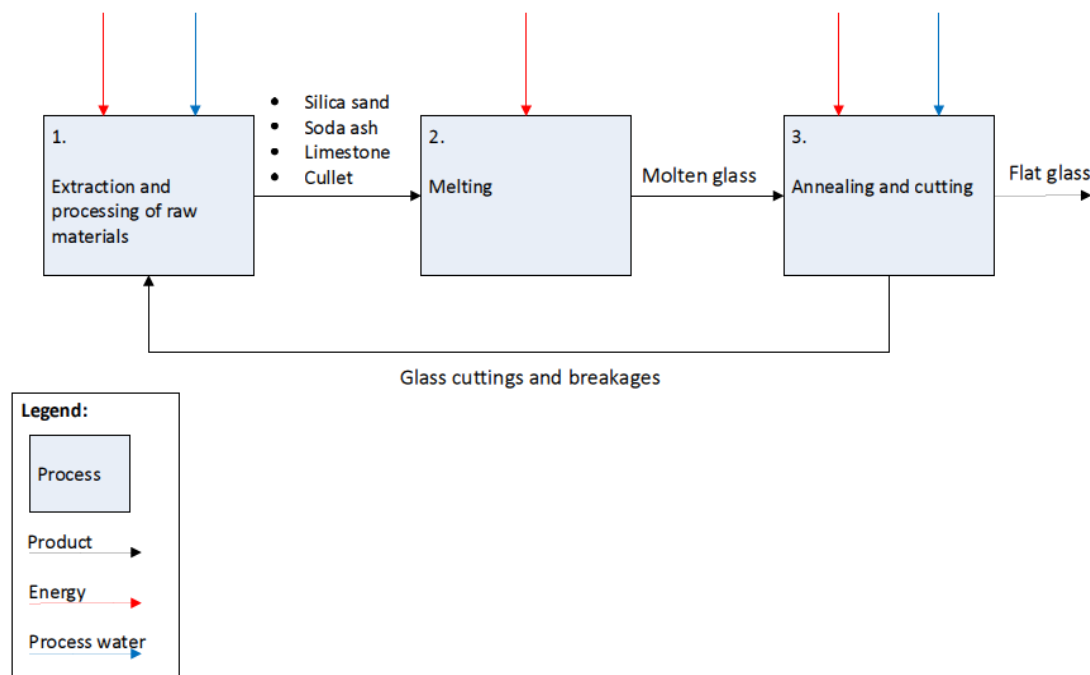 1.
Extraction and
processing of raw
materials
• Silica sand
• Soda ash
• Limestone
• Cullet
2.
Melting
Molten glass
3.
Annealing and cutting
Flat glass
Glass cuttings and breakages
Legend:
Process
Product
Energy
Process water